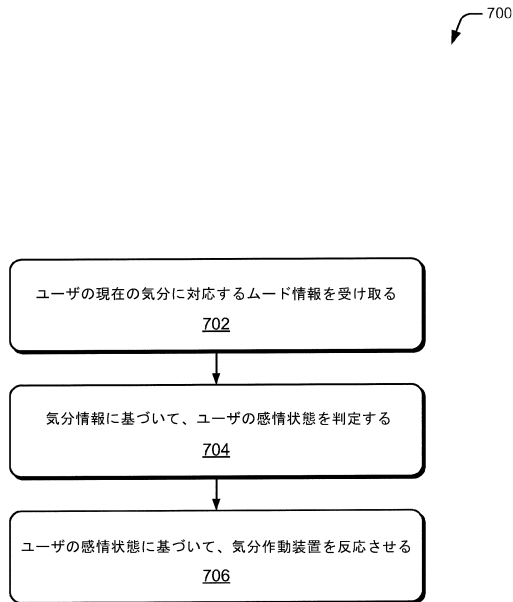 700
ユーザの現在の気分に対応するムード情報を受け取る
702
気分情報に基づいて、ユーザの感情状態を判定する
704
ユーザの感情状態に基づいて、気分作動装置を反応させる
706